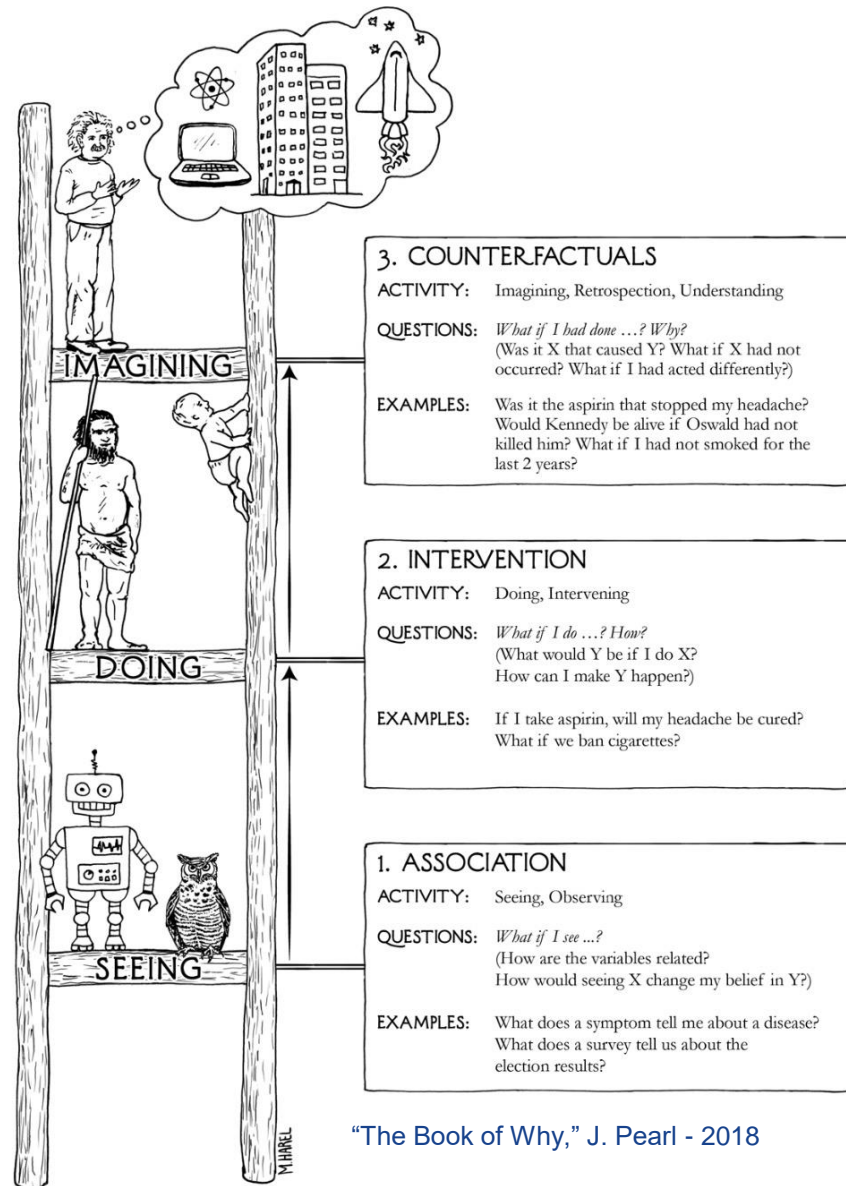 3. COUNTERFACTUALS
ACTIVITY: Imagining, Retrospection, Understanding
QUESTIONS: What if I had done …? Why?
(Was it X that caused Y? What if X had not
occurred? What if I had acted differently?)
EXAMPLES: Was it the aspirin that stopped my headache?
Would Kennedy be alive if Oswald had not
killed him? What if I had not smoked for the
last 2 years?
IMAGINING
2. INTERVENTION
ACTIVITY: Doing, Intervening
QUESTIONS: What if I do …? How?
(What would Y be if I do X?
How can I make Y happen?)
EXAMPLES: If I take aspirin, will my headache be cured?
What if we ban cigarettes?
DOING
1. ASSOCIATION
ACTIVITY: Seeing, Observing
QUESTIONS: What if I see ...?
(How are the variables related?
How would seeing X change my belief in Y?)
EXAMPLES: What does a symptom tell me about a disease?
What does a survey tell us about the
election results?
SEEING
M.HAREL
“The Book of Why,” J. Pearl - 2018